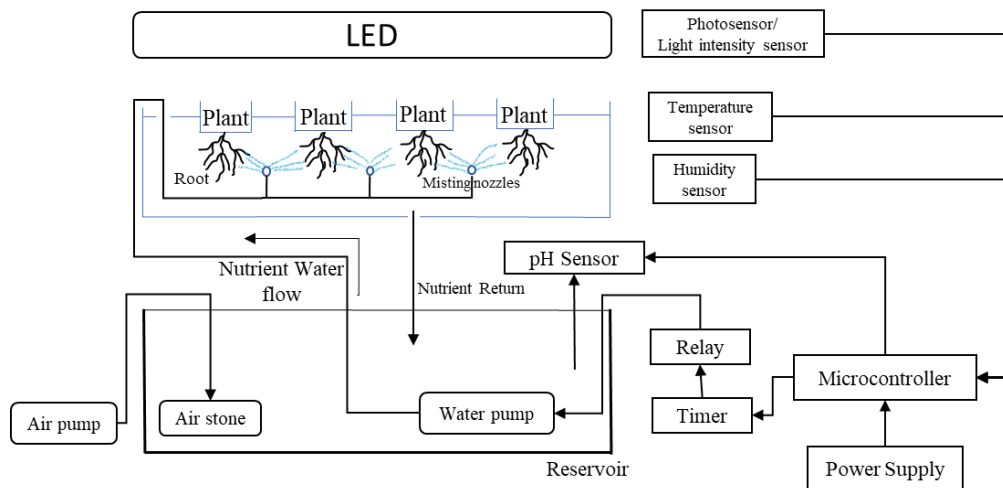 LED
Photosensor/
Light intensity sensor
Plant
Plant
Plant
Plant
Temperature
sensor
Root
Misting nozzles
Humidity
sensor
Nutrient Water
flow
Nutrient Return
pH Sensor
Relay
Microcontroller
Air pump
Air stone
Water pump
Timer
Reservoir
Power Supply